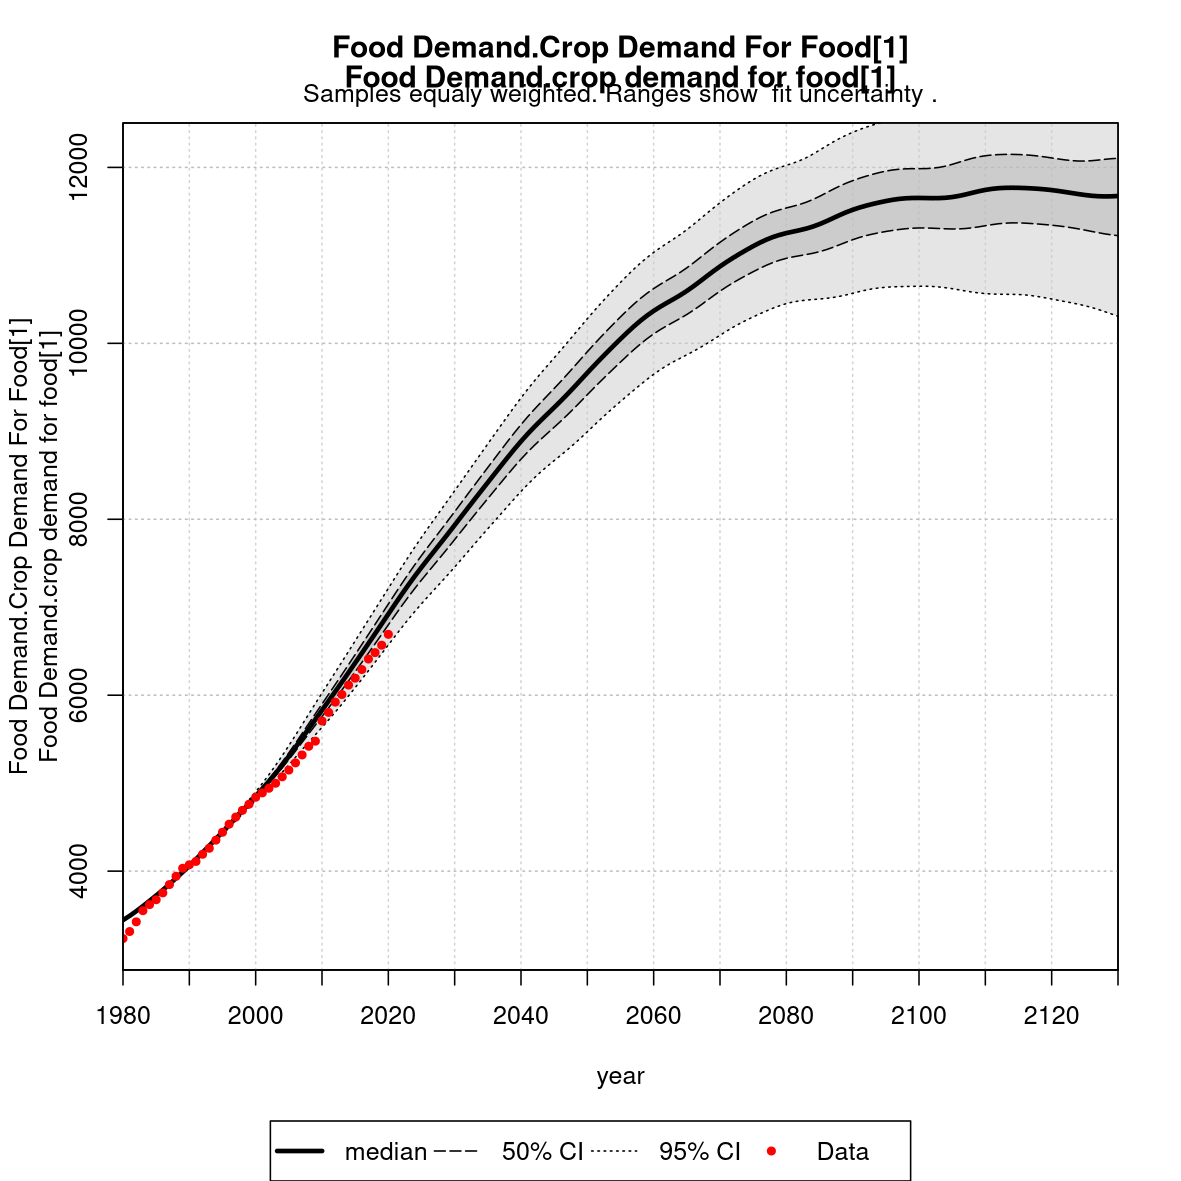 Food Demand.Crop Demand For Food[1]
Food Demand.crop demand for food[1]
Samples equaly weighted. Ranges show  fit uncertainty .
Food Demand.Crop Demand For Food[1]
Food Demand.crop demand for food[1]
12000
10000
8000
6000
4000
1980 2000 2020 2040 2060 2080 2100 2120
year
median 50% CI 95% CI Data